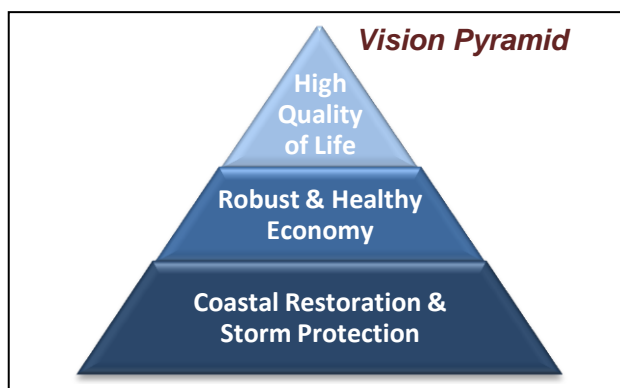 Vision Pyramid
High
Quality
of Life
Robust & Healthy
Economy
Coastal Restoration &
Storm Protection